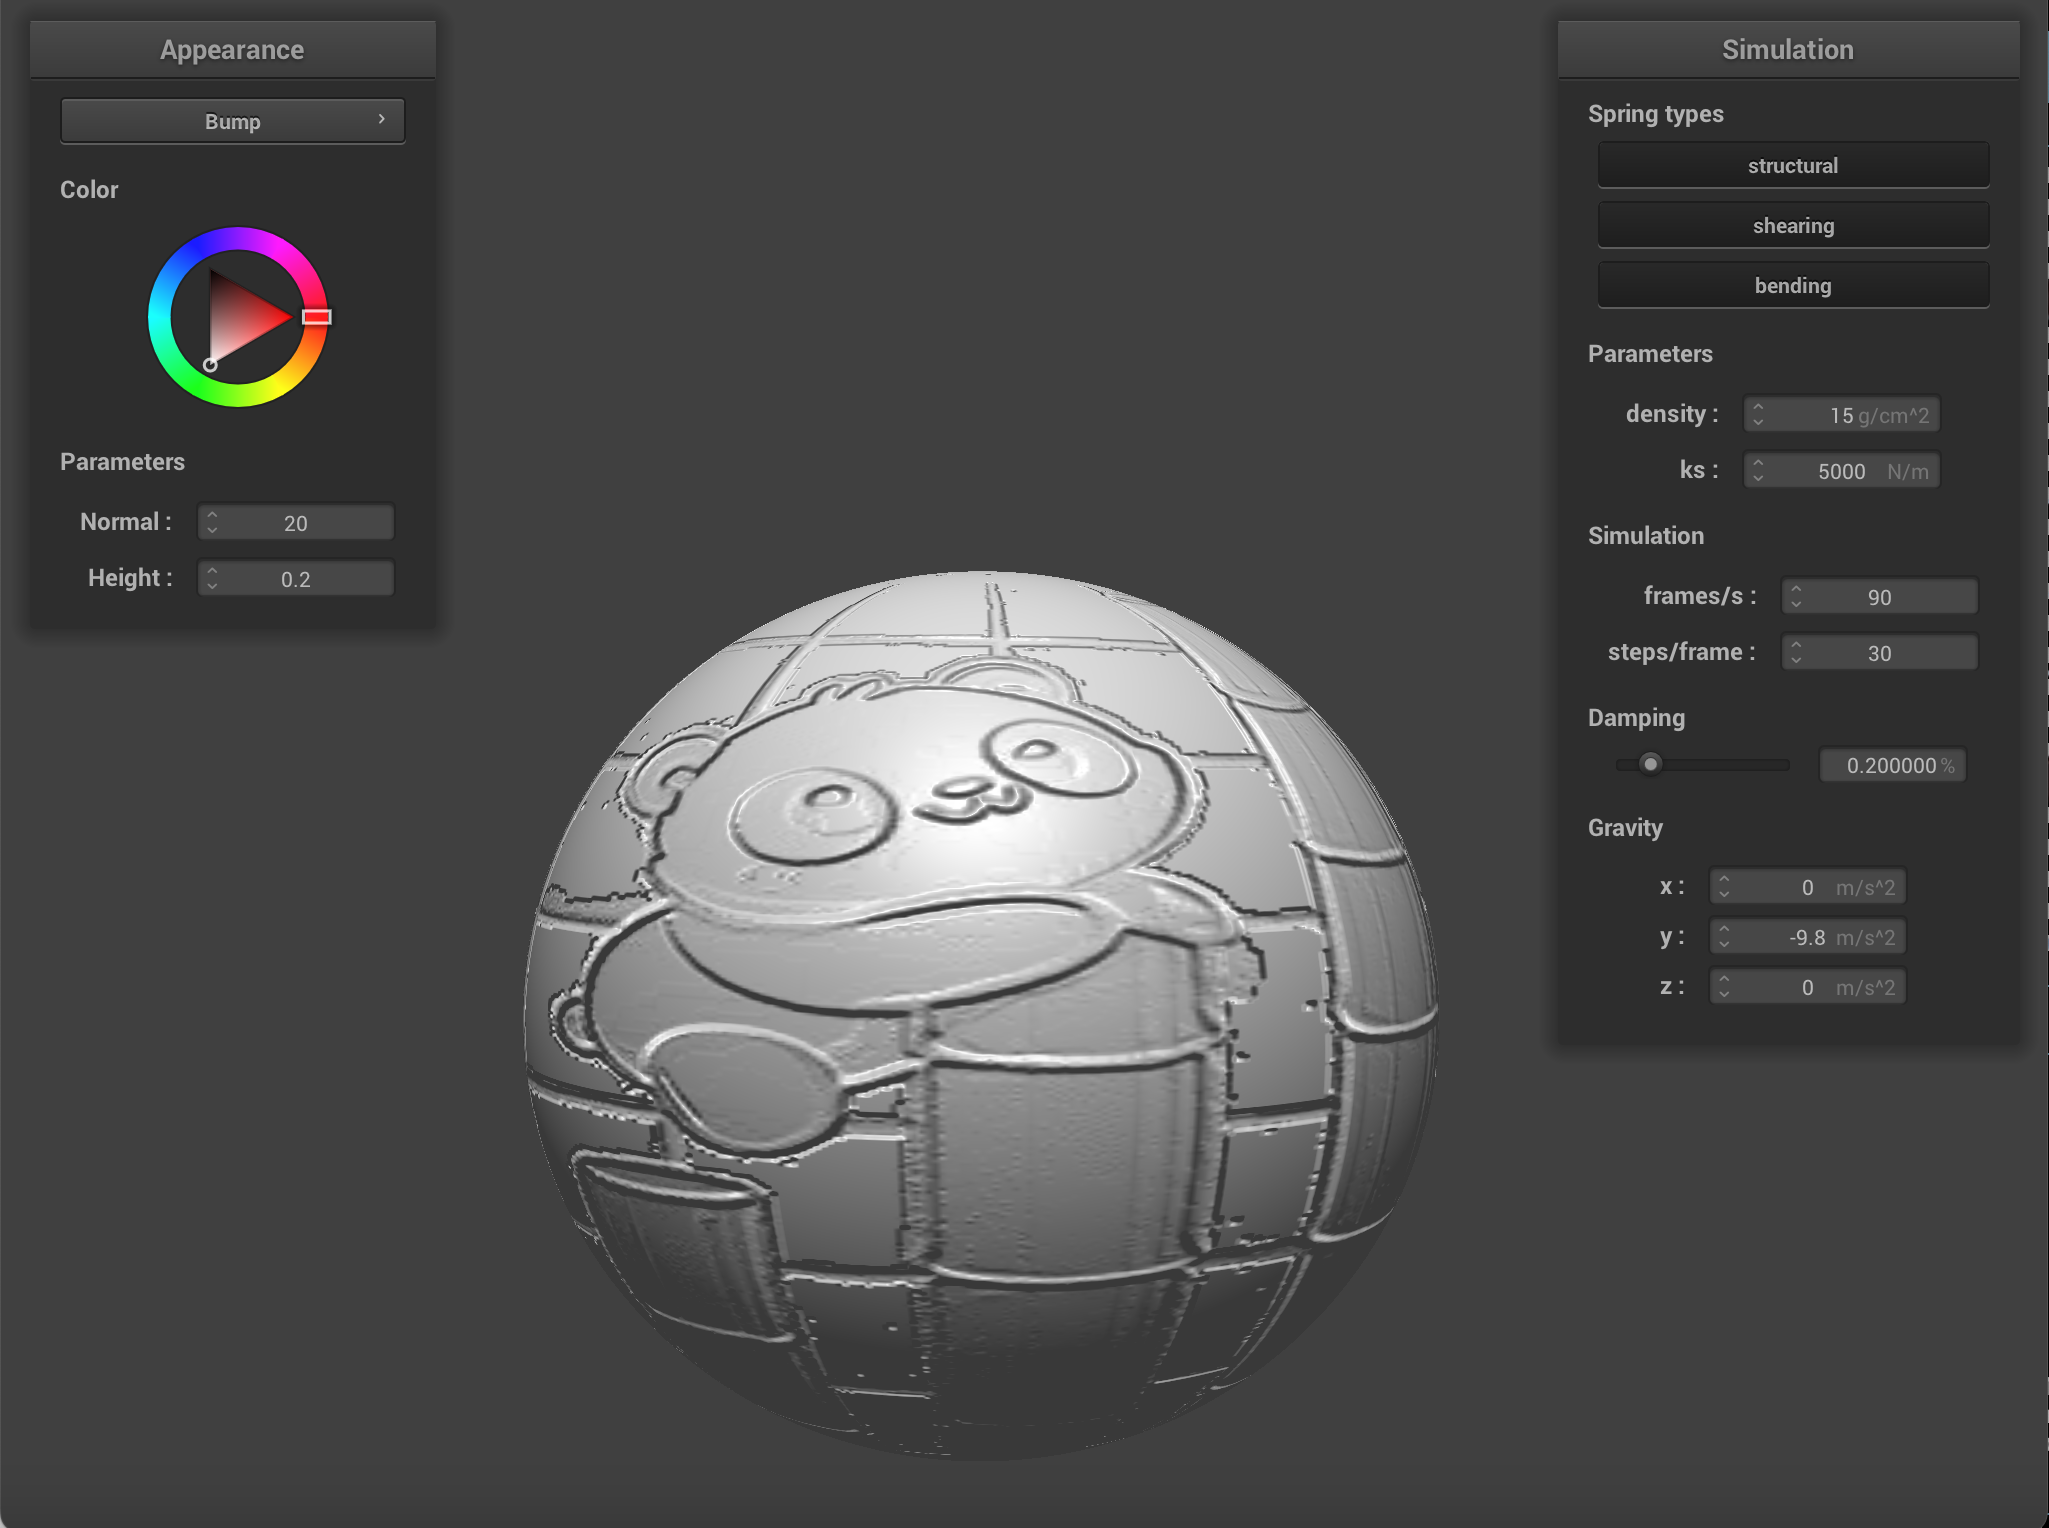 Appearance
Bump
Color
Parameters
Normal : 20
Height : 0.2
Simulation
Spring types
structural
shearing
bending
Parameters
density : 15 g/cm^2
ks : 5000 N/m
Simulation
frames/s : 90
steps/frame : 30
Damping
0.200000 %
Gravity
x : 0 m/s^2
y : -9.8 m/s^2
z : 0 m/s^2